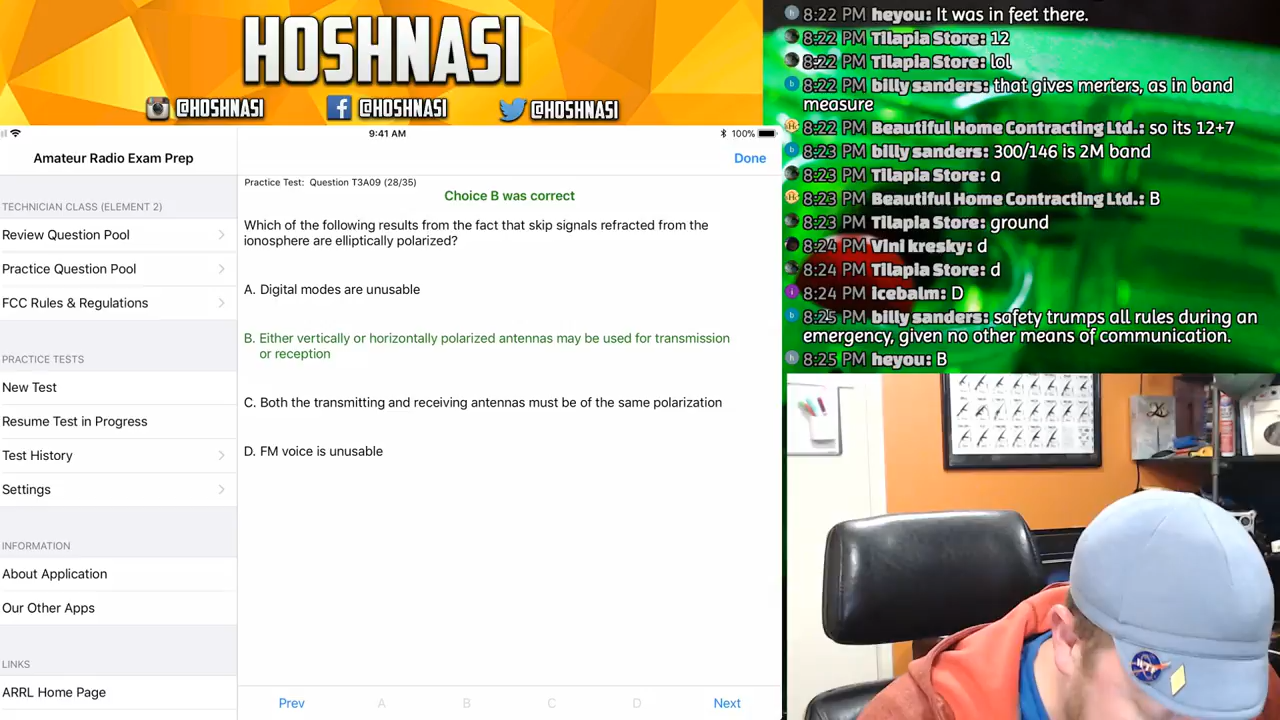 HOSHNASI
@HOSHNASI
@HOSHNASI
@HOSHNASI
9:41 AM
100%
Amateur Radio Exam Prep
Done
TECHNICIAN CLASS(ELEMENT 2)
Review Question Pool
Practice Question Pool
FCC Rules & Regulations
PRACTICE TESTS
New Test
Resume Test in Progress
Test History
Settings
INFORMATION
About Application
Our Other Apps
LINKS
ARRL Home Page
Practice Test: Question T3A09 (28/35)
Choice B was correct
Which of the following results from the fact that skip signals refracted from the
ionosphere are elliptically polarized?
A. Digital modes are unusable
B. Either vertically or horizontally polarized antennas may be used for transmission
or reception
C. Both the transmitting and receiving antennas must be of the same polarization
D. FM voice is unusable
Prev
A
B
C
D
Next
h 8:22 PM heyou: It was in feet there.
8:22 PM Tilapia Store: 12
8:22 PM Tilapia Store: lol
b 8:22 PM billy sanders: that gives merters, as in band
measure
8:22 PM Beautiful Home Contracting Ltd.: so its 12+7
b 8:23 PM billy sanders: 300/146 is 2M band
8:23 PM Tilapia Store: a
8:23 PM Beautiful Home Contracting Ltd.: B
8:23 PM Tilapia Store: ground
8:24 PM Vini kresky: d
8:24 PM Tilapia Store: d
i 8:24 PM icebalm: D
b 8:25 PM billy sanders: safety trumps all rules during an
emergency, given no other means of communication.
h 8:25 PM heyou: B